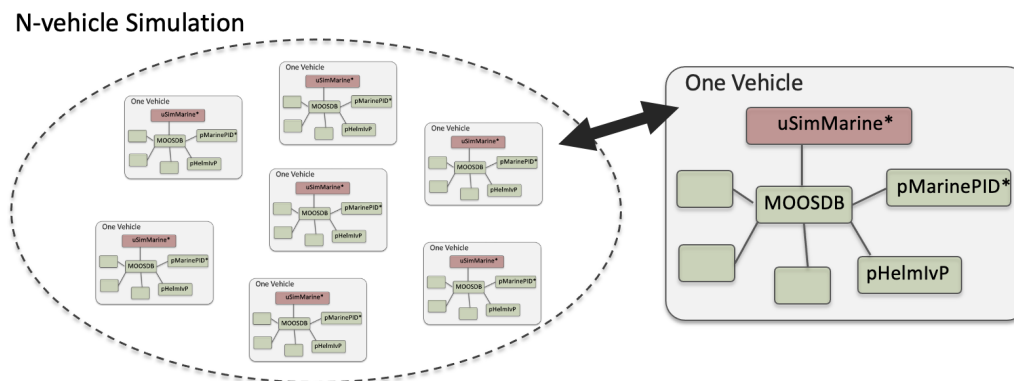 N-vehicle Simulation
One Vehicle
uSimMarine*
MOOSDB
pMarinePID*
pHelmIvP
One Vehicle
uSimMarine*
MOOSDB
pMarinePID*
pHelmIvP
One Vehicle
uSimMarine*
MOOSDB
pMarinePID*
pHelmIvP
One Vehicle
uSimMarine*
MOOSDB
pMarinePID*
pHelmIvP
One Vehicle
uSimMarine*
MOOSDB
pMarinePID*
pHelmIvP
One Vehicle
uSimMarine*
MOOSDB
pMarinePID*
pHelmIvP
One Vehicle
uSimMarine*
MOOSDB
pMarinePID*
pHelmIvP
One Vehicle
uSimMarine*
MOOSDB
pMarinePID*
pHelmIvP